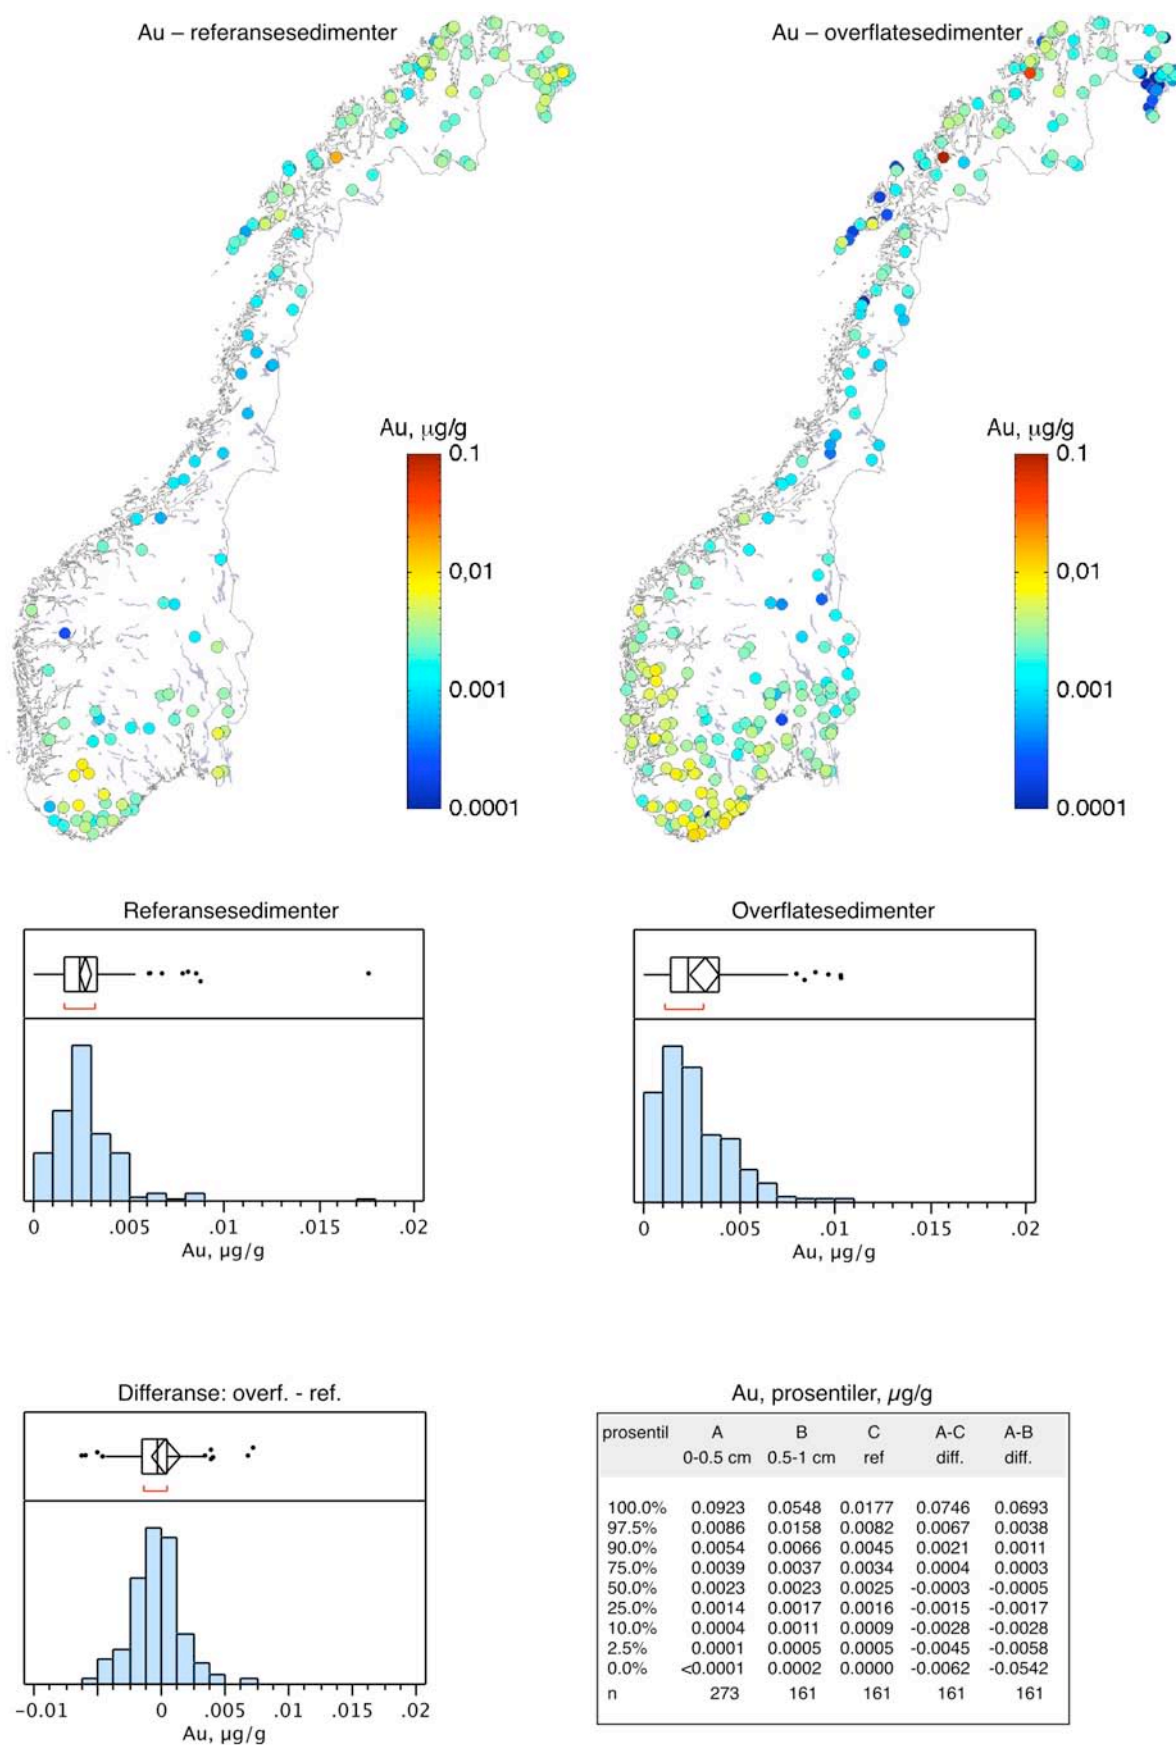 Au – referansesedimenter
Au, µg/g
0.1
0,01
0.001
0.0001
Au – overflatesedimenter
Au, µg/g
0.1
0,01
0.001
0.0001
Referansesedimenter
0 .005 .01 .015 .02
Au, µg/g
Overflatesedimenter
0 .005 .01 .015 .02
Au, µg/g
Differanse: overf. - ref.
−0.01 0 .005 .01 .015 .02
Au, µg/g
Au, prosentiler, µg/g
prosentil A B C A-C A-B
0-0.5 cm 0.5-1 cm ref diff. diff.
100.0% 0.0923 0.0548 0.0177 0.0746 0.0693
97.5% 0.0086 0.0158 0.0082 0.0067 0.0038
90.0% 0.0054 0.0066 0.0045 0.0021 0.0011
75.0% 0.0039 0.0037 0.0034 0.0004 0.0003
50.0% 0.0023 0.0023 0.0025 -0.0003 -0.0005
25.0% 0.0014 0.0017 0.0016 -0.0015 -0.0017
10.0% 0.0004 0.0011 0.0009 -0.0028 -0.0028
2.5% 0.0001 0.0005 0.0005 -0.0045 -0.0058
0.0% <0.0001 0.0002 0.0000 -0.0062 -0.0542
n 273 161 161 161 161